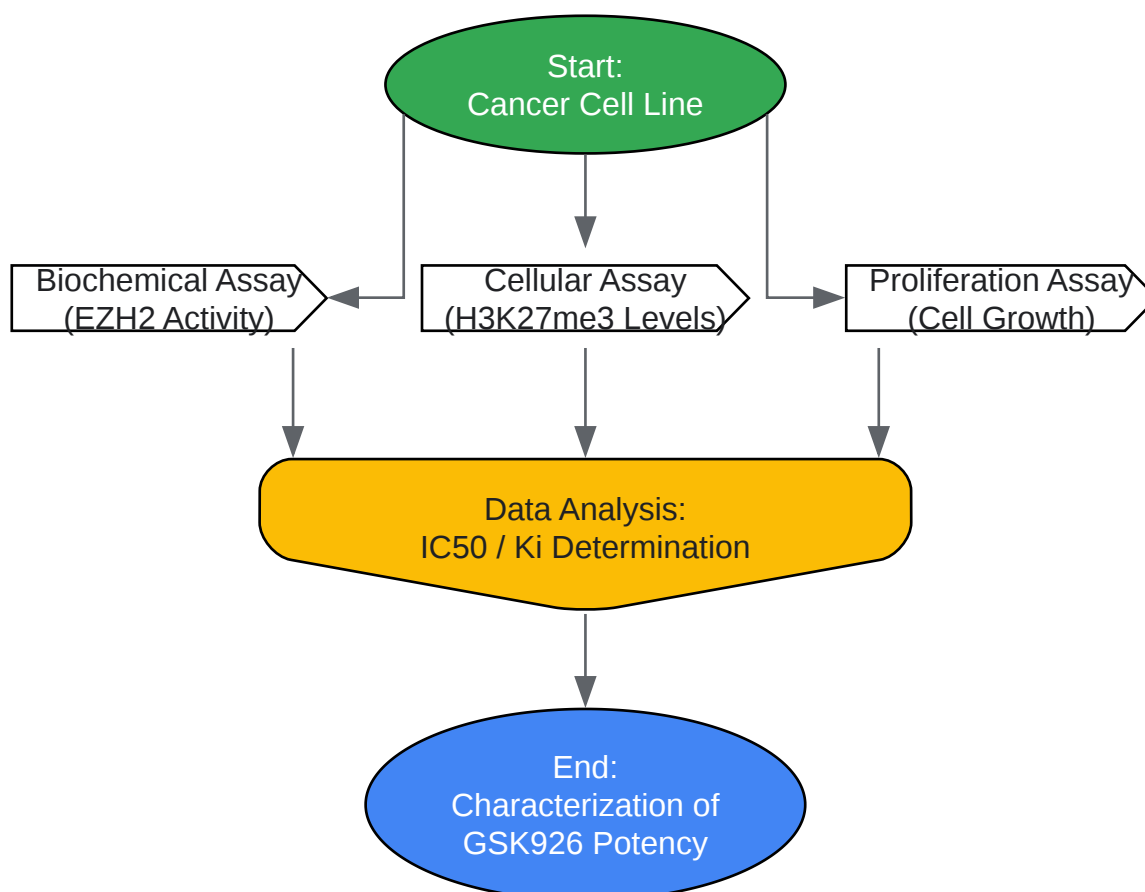 Start:
Cancer Cell Line
Biochemical Assay
(EZH2 Activity)
Cellular Assay
(H3K27me3 Levels)
Proliferation Assay
(Cell Growth)
Data Analysis:
IC50 / Ki Determination
End:
Characterization of
GSK926 Potency